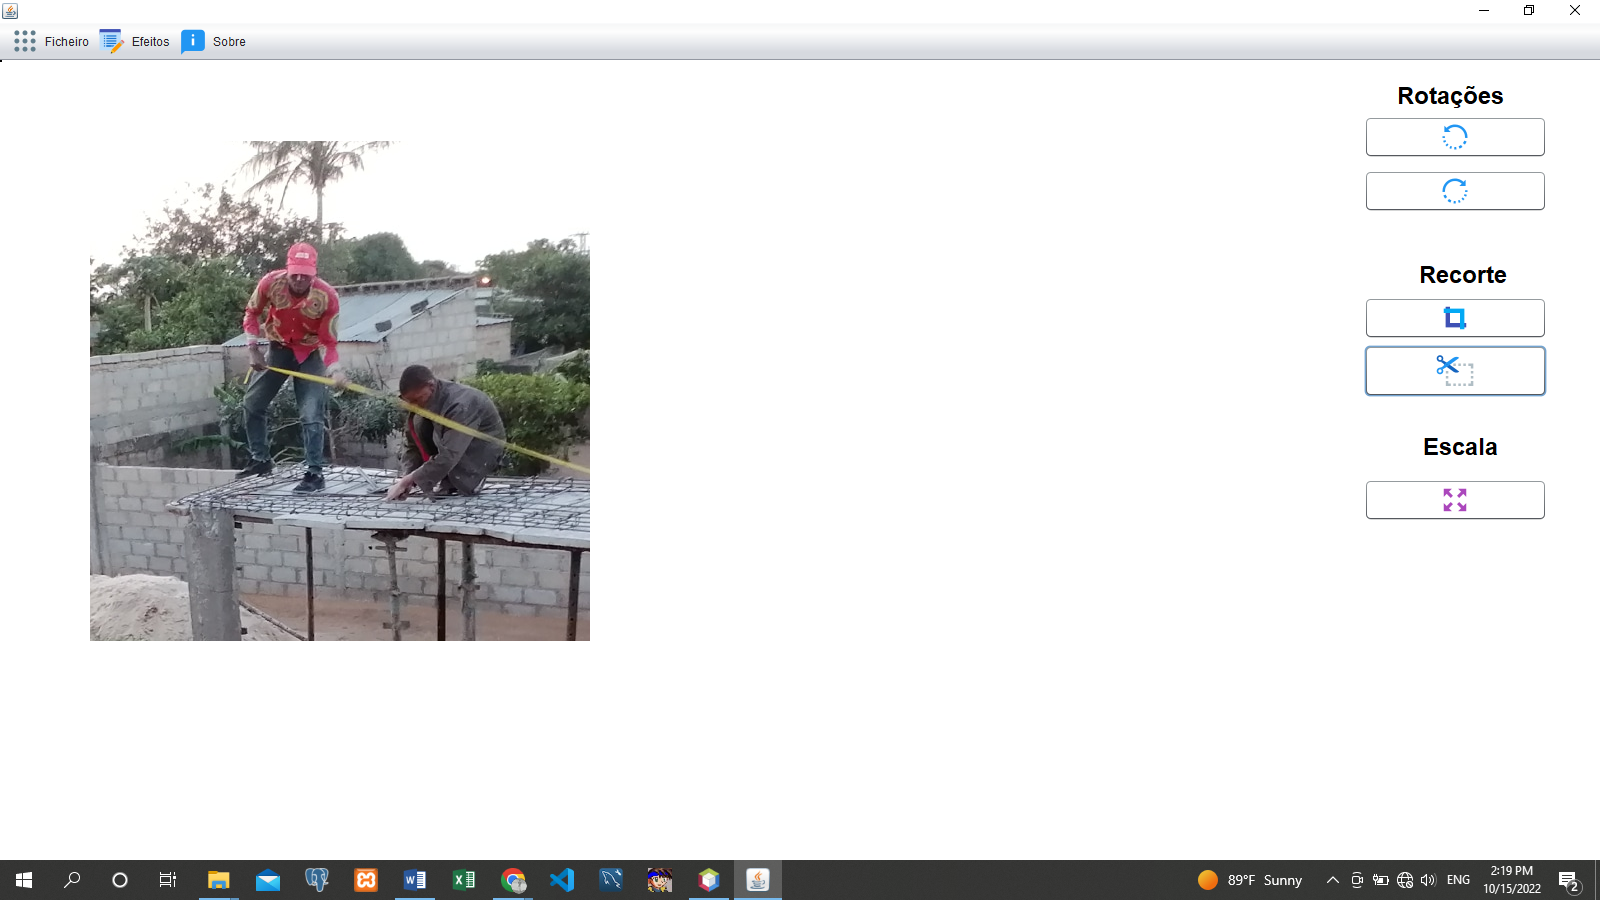 Ficheiro
Efeitos
Sobre
Rotações
Recorte
Escala
89°F Sunny
ENG
2:19 PM
10/15/2022
2